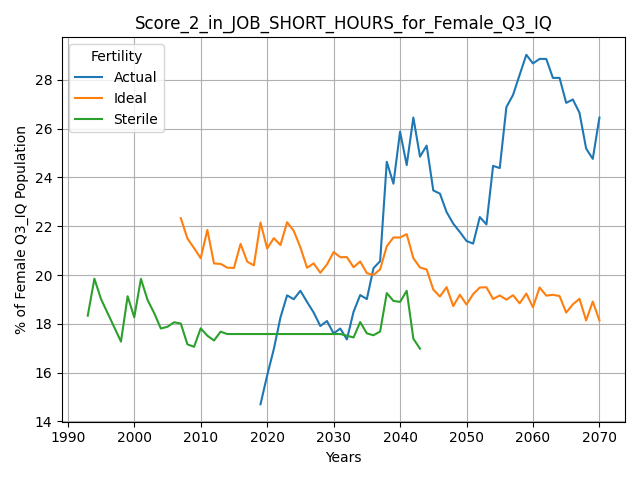 Score_2_in_JOB_SHORT_HOURS_for_Female_Q3_IQ
Fertility
Actual
Ideal
Sterile
% of Female Q3_IQ Population
28
26
24
22
20
18
16
14
1990 2000 2010 2020 2030 2040 2050 2060 2070
Years